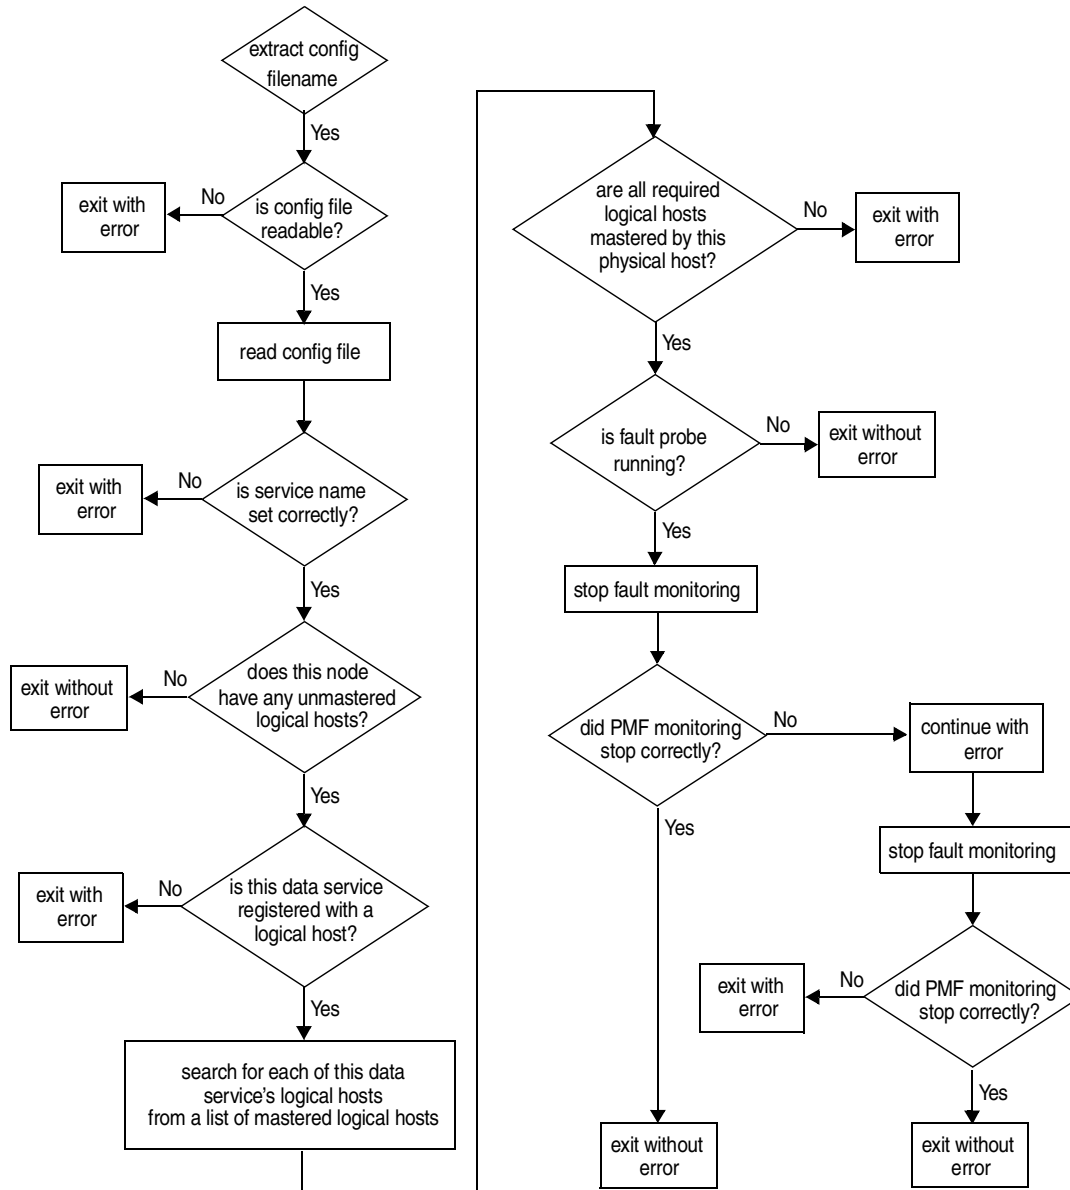 extract config
filename
Yes
No
exit with
error
is config file
readable?
Yes
read config file
No
exit with
error
is service name
set correctly?
Yes
No
exit without
error
does this node
have any unmastered
logical hosts?
Yes
No
exit with
error
is this data service
registered with a
logical host?
Yes
search for each of this data
service’s logical hosts
from a list of mastered logical hosts
are all required
logical hosts
mastered by this
physical host?
No
exit with
error
Yes
is fault probe
running?
No
exit without
error
Yes
stop fault monitoring
did PMF monitoring
stop correctly?
No
continue with
error
Yes
stop fault monitoring
No
exit with
error
did PMF monitoring
stop correctly?
Yes
exit without
error
exit without
error